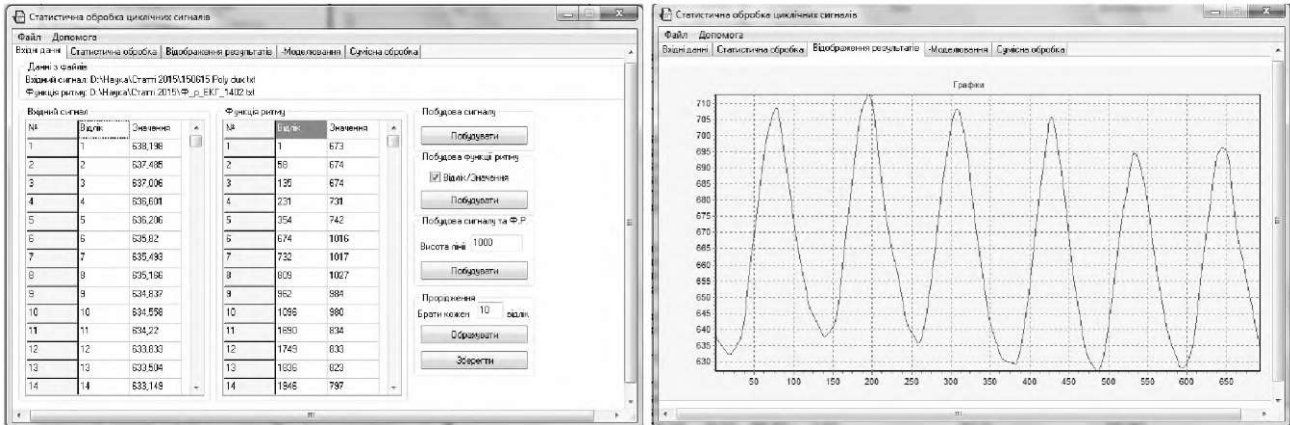 Статистична обробка циклічних сигналів
Файл Допомога
Вхідні данні Статистична обробка Відображення результатів -Моделювання Сумісна обробка
Данні з файлів
Вхідний сигнал: D:\Наука\Статті 2015\150615 Poly dux.txt
Функція ритму: D:\Наука\Статті 2015\Ф_р_ЕКГ_1402.txt
Вхідний сигнал
№ Відлік Значення
1 1 638,198
2 2 637,485
3 3 637,006
4 4 636,601
5 5 636,206
6 6 635,82
7 7 635,493
8 8 635,166
9 9 634,837
10 10 634,558
11 11 634,22
12 12 633,833
13 13 633,504
14 14 633,149
Функція ритму
№ Відлік Значення
1 1 673
2 58 674
3 135 674
4 231 731
5 354 742
6 674 1016
7 732 1017
8 809 1027
9 962 984
10 1096 980
11 1690 834
12 1749 833
13 1836 823
14 1946 797
Побудова сигналу
Побудувати
Побудова функції ритму
Відлік/Значення
Побудувати
Побудова сигналу та Ф.Р
Висота лінії 1000
Побудувати
Прорідження
Брати кожен 10 відлік
Обрахувати
Зберегти
Статистична обробка циклічних сигналів
Файл Допомога
Вхідні данні Статистична обробка Відображення результатів -Моделювання Сумісна обробка
Графіки
710
705
700
695
690
685
680
675
670
665
660
655
650
645
640
635
630
50 100 150 200 250 300 350 400 450 500 550 600 650